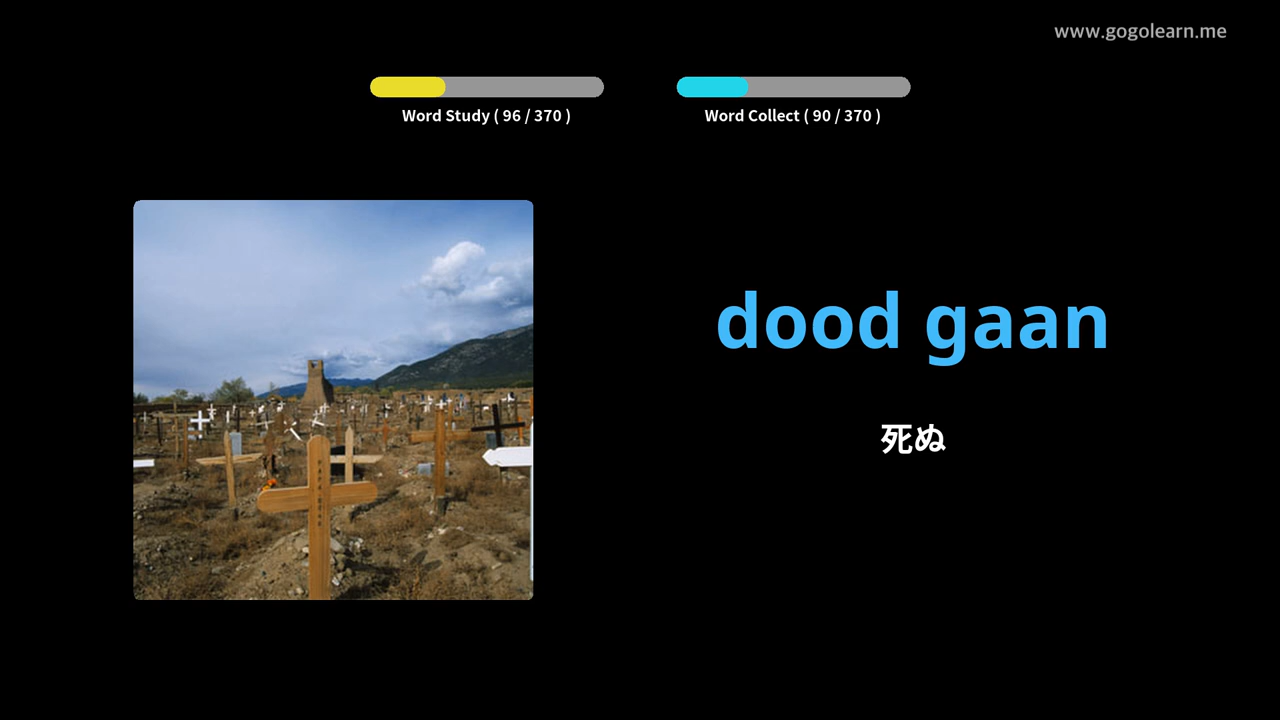 www.gogolearn.me
Word Study ( 96 / 370 )
Word Collect ( 90 / 370 )
dood gaan
死ぬ